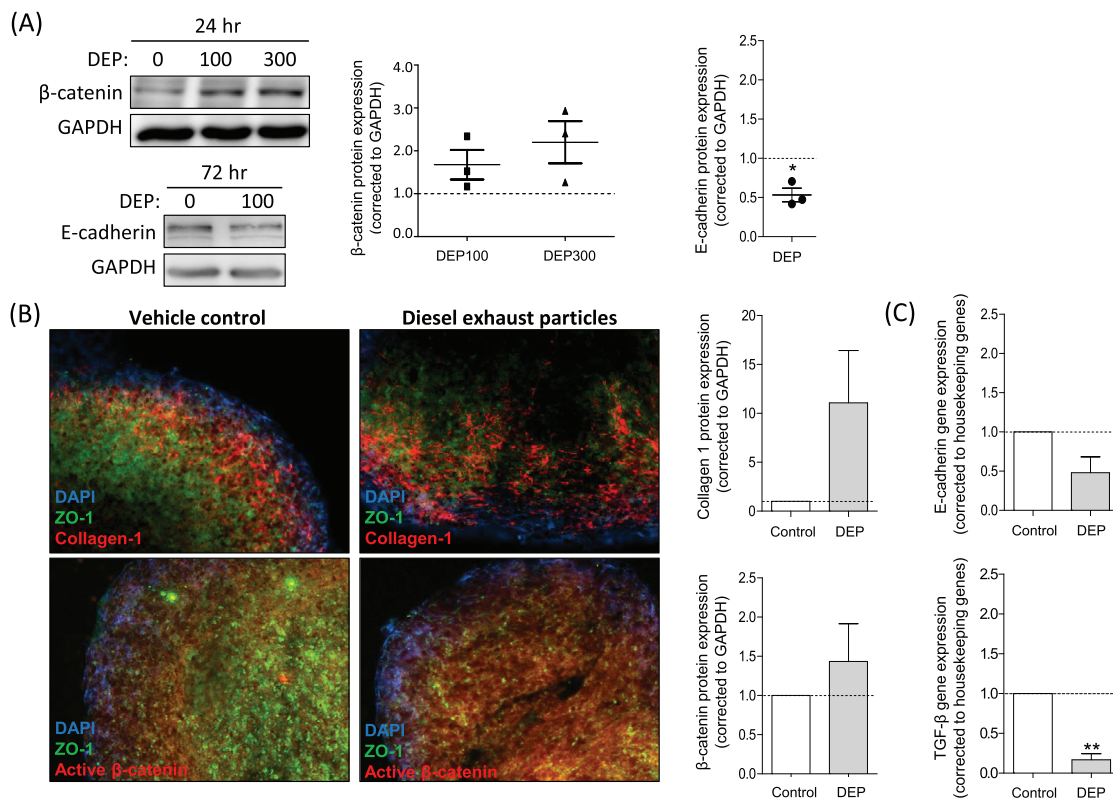 (A)
24 hr
DEP: 0 100 300
β-catenin
GAPDH
72 hr
DEP: 0 100
E-cadherin
GAPDH
β-catenin protein expression
(corrected to GAPDH)
4.0
3.0
2.0
1.0
0.0
DEP100 DEP300
E-cadherin protein expression
(corrected to GAPDH)
2.5
2.0
1.5
1.0
0.5
0.0
*
DEP
(B)
Vehicle control
Diesel exhaust particles
DAPI
ZO-1
Collagen-1
DAPI
ZO-1
Collagen-1
DAPI
ZO-1
Active β-catenin
DAPI
ZO-1
Active β-catenin
Collagen 1 protein expression
(corrected to GAPDH)
20
15
10
5
0
Control DEP
β-catenin protein expression
(corrected to GAPDH)
2.5
2.0
1.5
1.0
0.5
0.0
Control DEP
(C)
E-cadherin gene expression
(corrected to housekeeping genes)
2.5
2.0
1.5
1.0
0.5
0.0
Control DEP
TGF-β gene expression
(corrected to housekeeping genes)
2.5
2.0
1.5
1.0
0.5
0.0
**
Control DEP